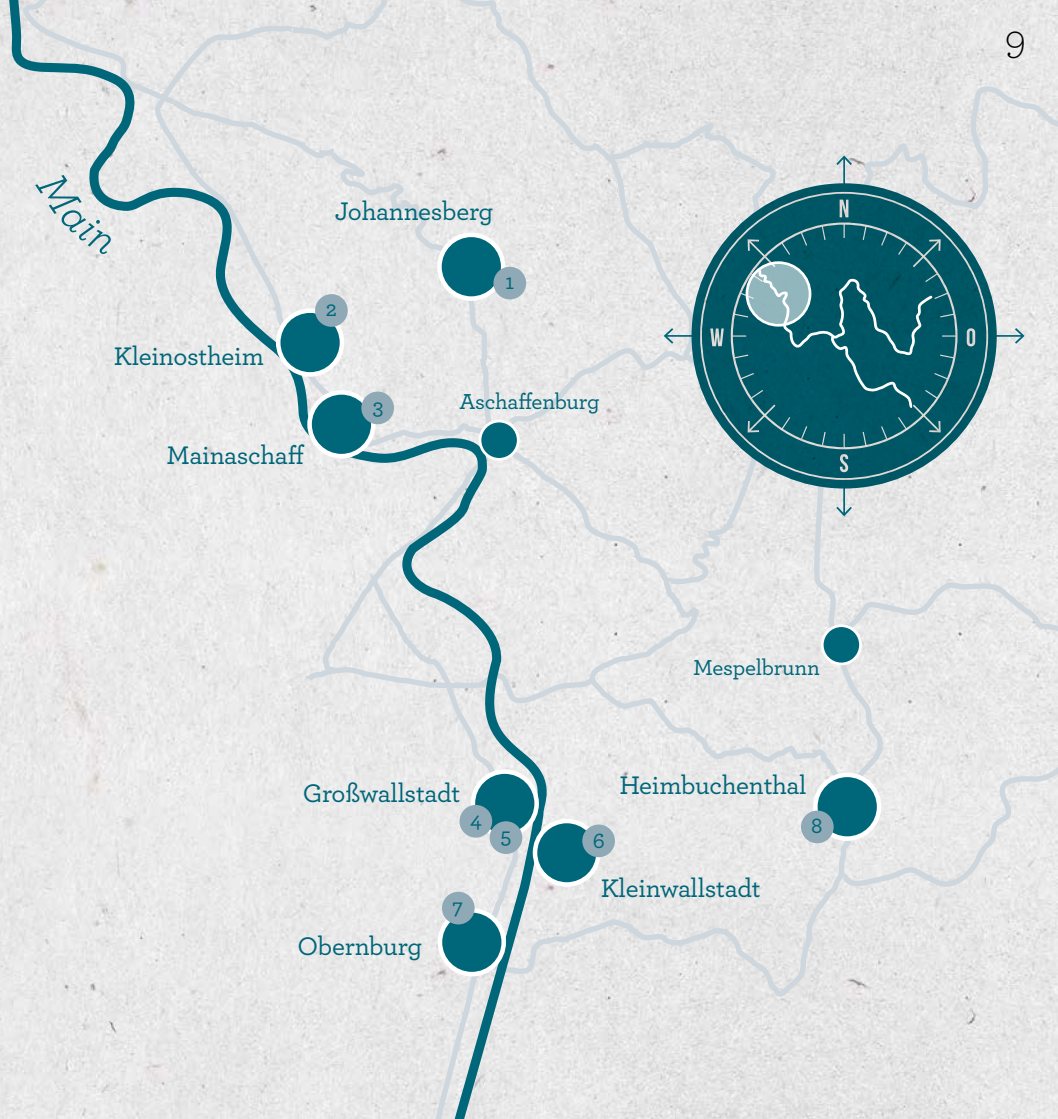 9
Main
Johannesberg
1
2
Kleinostheim
3
Mainaschaff
Aschaffenburg
N
W
O
S
Mespelbrunn
Großwallstadt
4
5
6
Kleinwallstadt
Heimbuchenthal
8
7
Obernburg